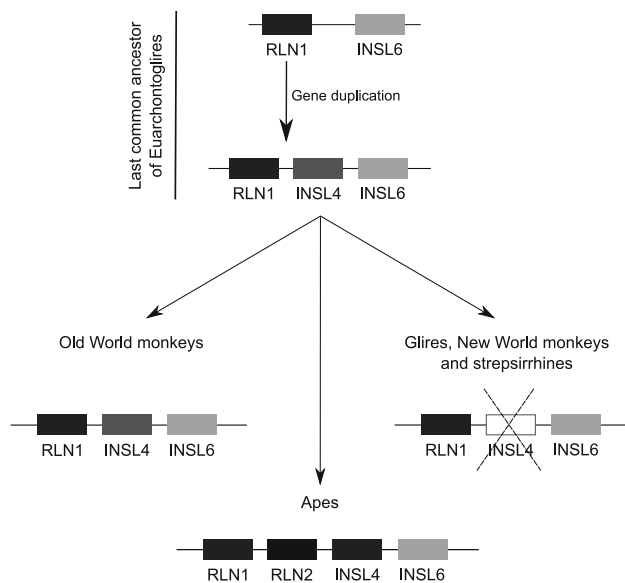 Last common ancestor
of Euarchontoglires
RLN1 INSL6
Gene duplication
RLN1 INSL4 INSL6
Old World monkeys
RLN1 INSL4 INSL6
Glires, New World monkeys
and strepsirrhines
RLN1 INSL4 INSL6
Apes
RLN1 RLN2 INSL4 INSL6